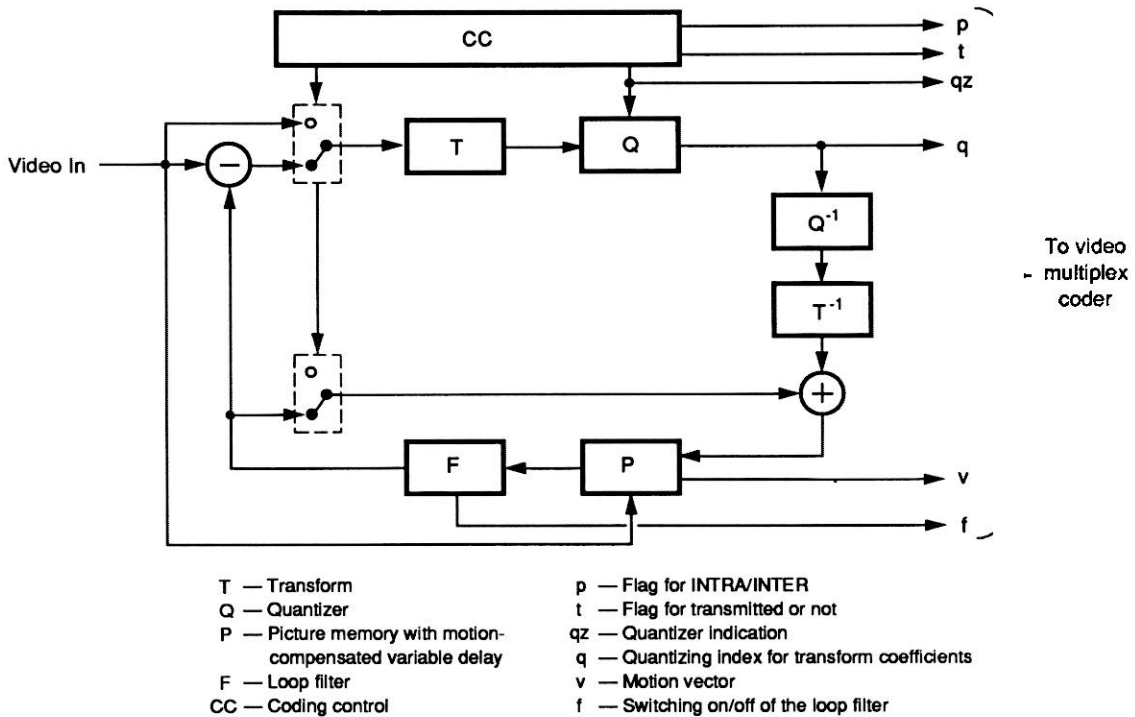 CC
p
t
qz
Video In
T
Q
q
Q-1
T-1
To video
multiplex
coder
F
P
v
f
T — Transform
Q — Quantizer
P — Picture memory with motion-
compensated variable delay
F — Loop filter
CC — Coding control
p — Flag for INTRA/INTER
t — Flag for transmitted or not
qz — Quantizer indication
q — Quantizing index for transform coefficients
v — Motion vector
f — Switching on/off of the loop filter